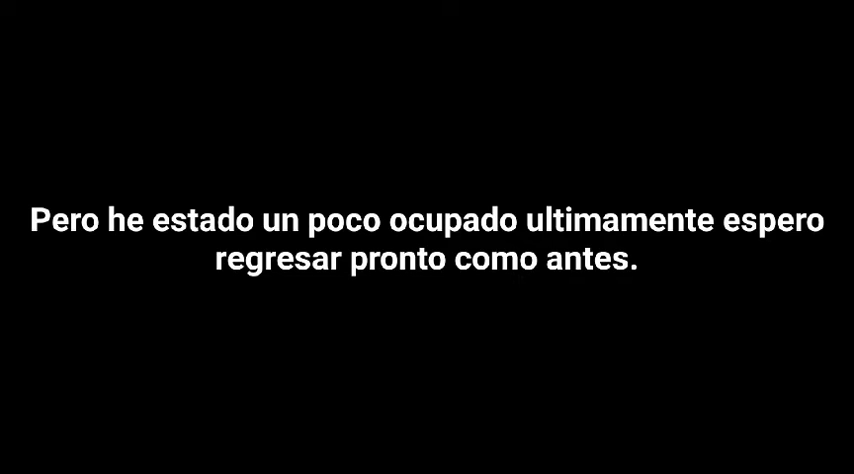 Pero he estado un poco ocupado ultimamente espero
regresar pronto como antes.